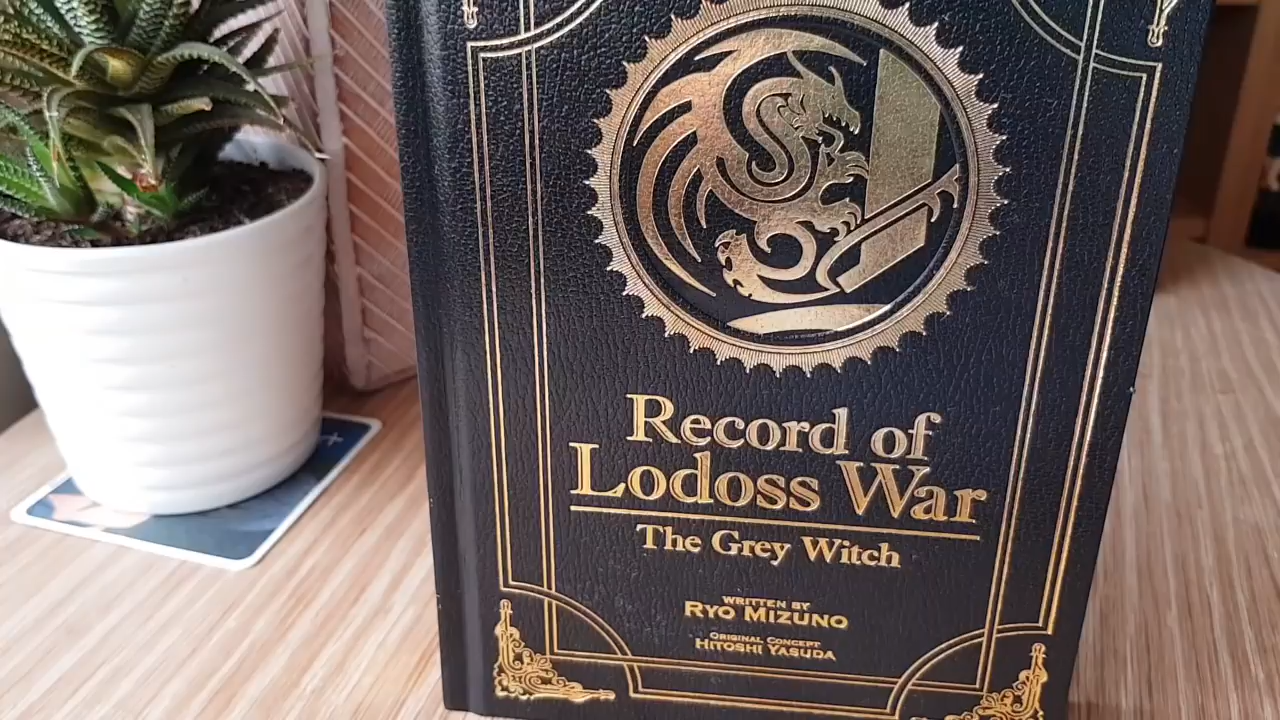 Record of
Lodoss War
The Grey Witch
WRITTEN BY
RYO MIZUNO
ORIGINAL CONCEPT
HITOSHI YASUDA